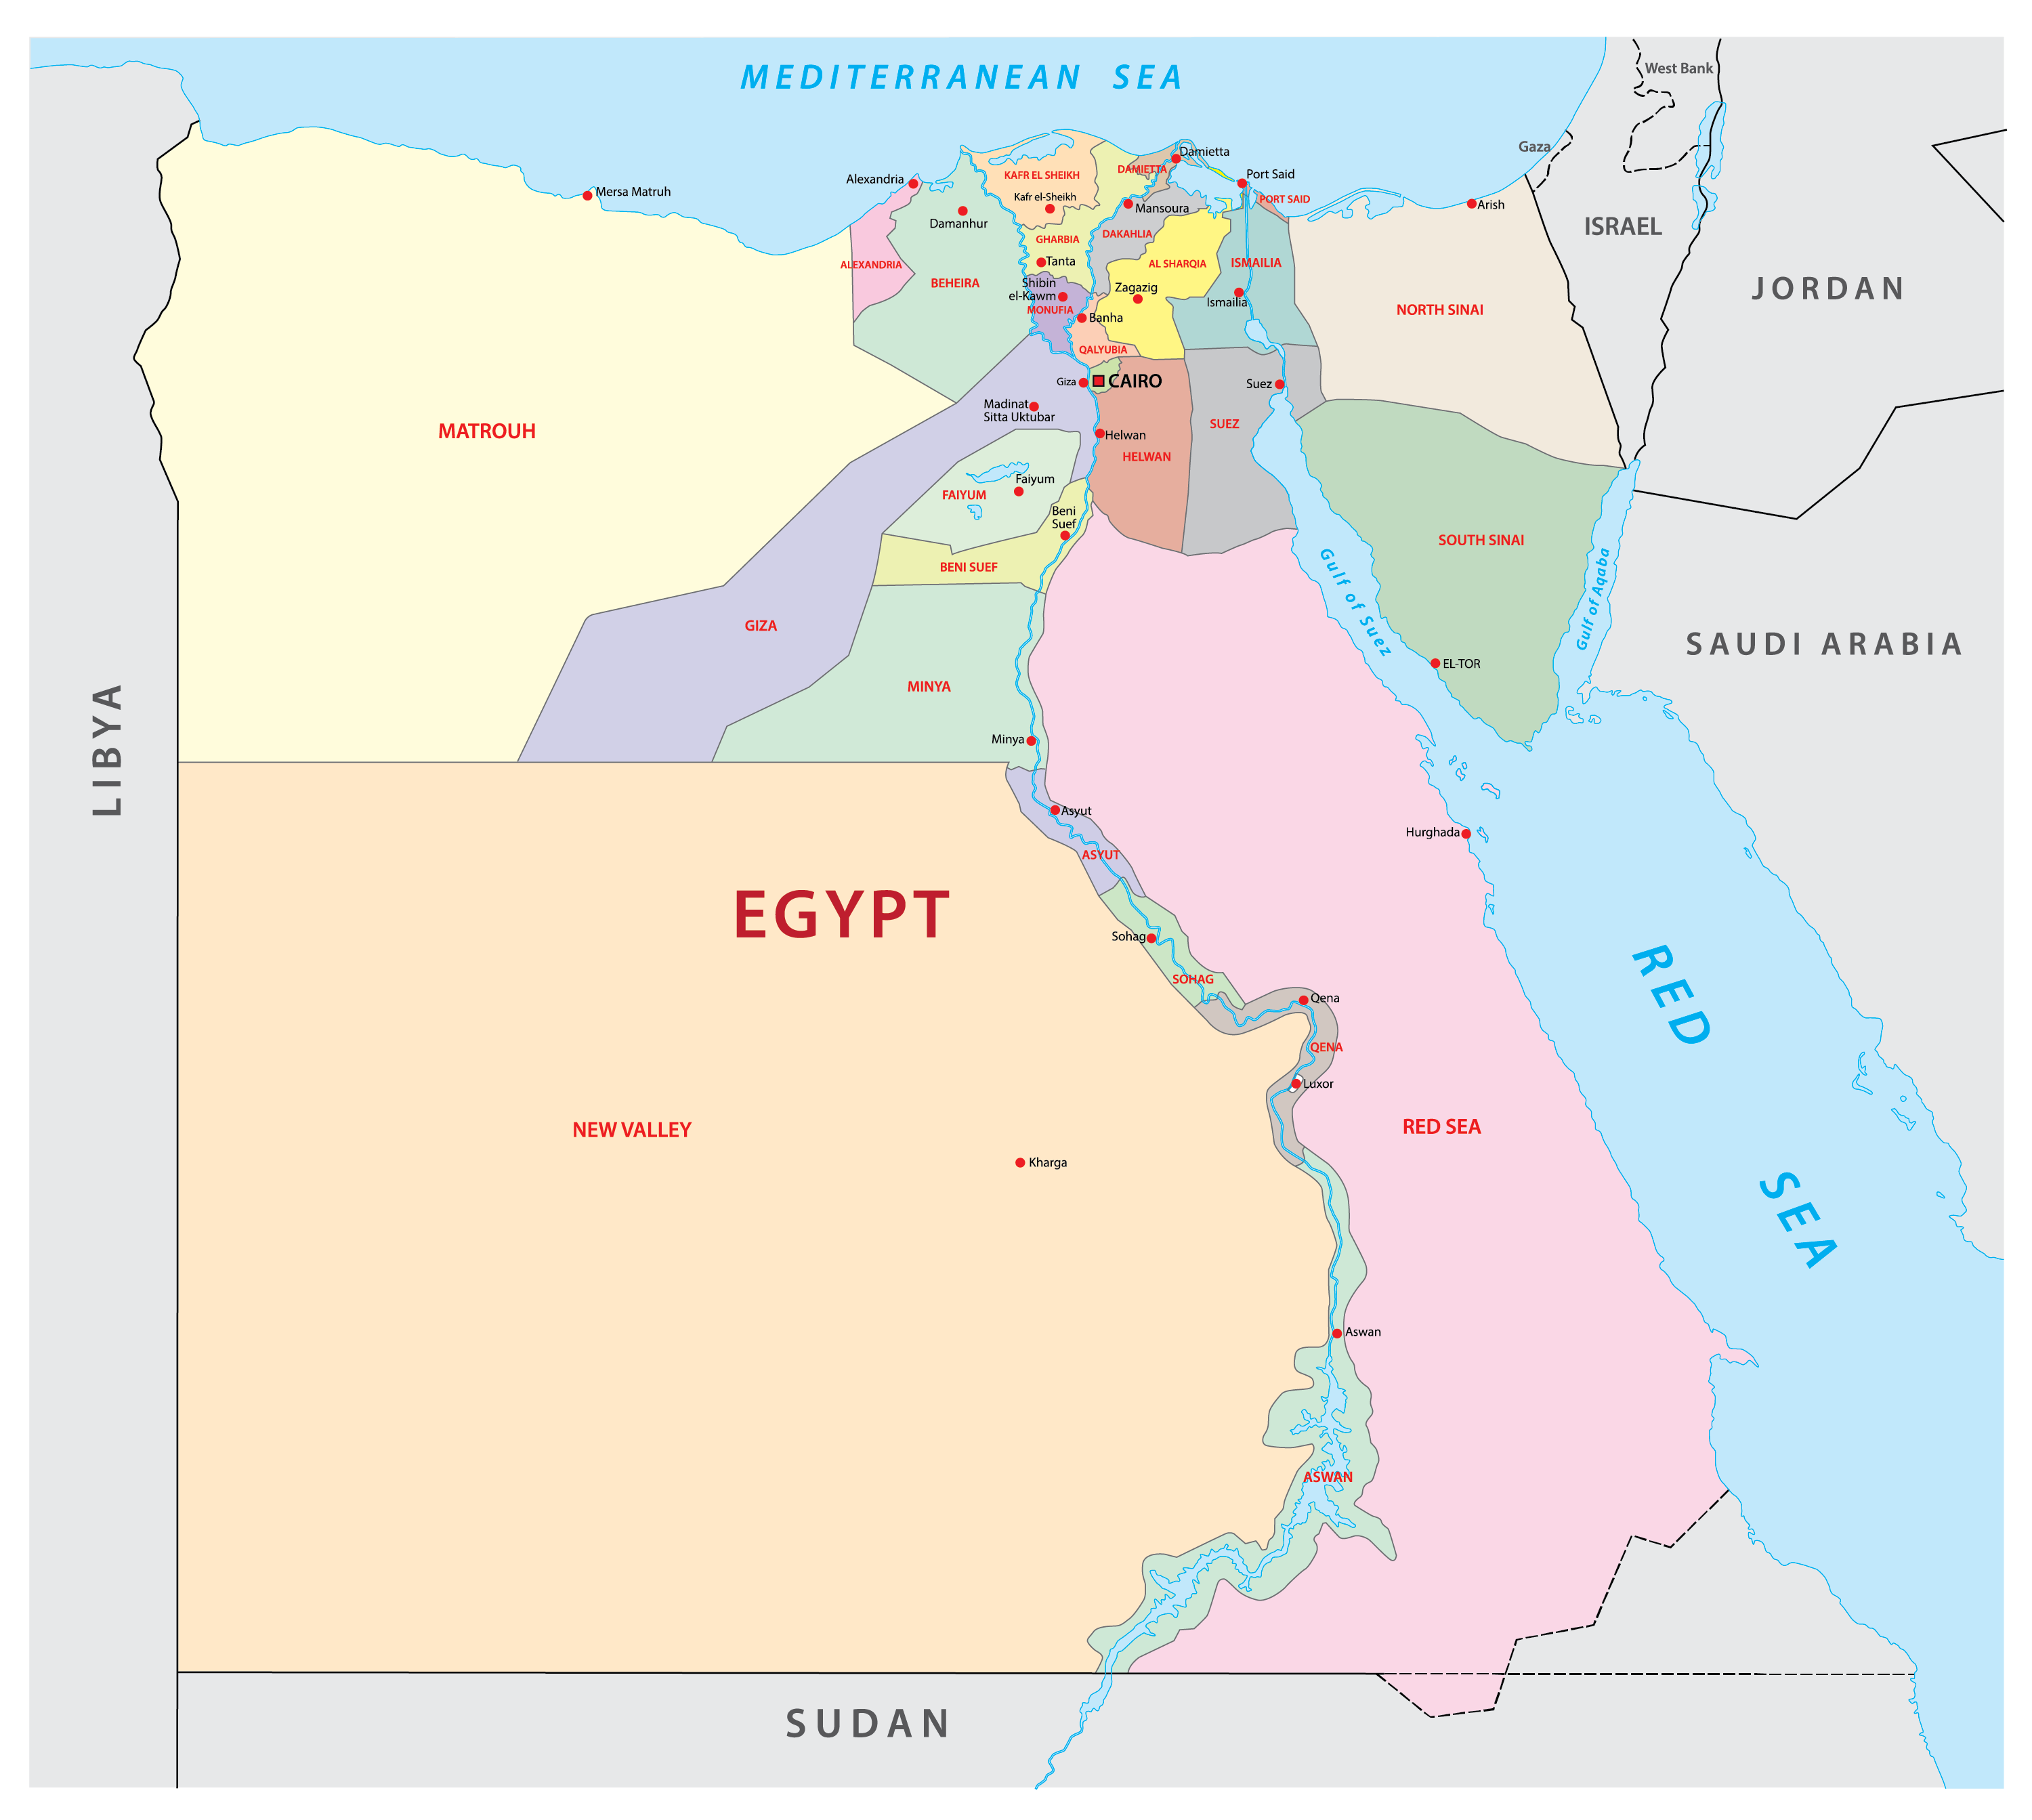 MEDITERRANEAN SEA
West Bank
Gaza
ISRAEL
JORDAN
SAUDI ARABIA
LIBYA
SUDAN
EGYPT
Mersa Matruh
Alexandria
Damanhur
KAFR EL SHEIKH
Kafr el-Sheikh
DAMIETTA
Damietta
Port Said
PORT SAID
Arish
Mansoura
DAKAHLIA
GHARBIA
Tanta
ALEXANDRIA
BEHEIRA
Shibin
el-Kawm
MONUFIA
Banha
QALYUBIA
AL SHARQIA
Zagazig
ISMAILIA
Ismailia
NORTH SINAI
Giza
CAIRO
Suez
SUEZ
Madinat
Sitta Uktubar
Helwan
HELWAN
MATROUH
FAIYUM
Faiyum
Beni
Suef
BENI SUEF
SOUTH SINAI
Gulf of Suez
Gulf of Aqaba
EL-TOR
GIZA
MINYA
Minya
Asyut
ASYUT
Hurghada
Sohag
SOHAG
Qena
QENA
Luxor
RED SEA
NEW VALLEY
Kharga
RED SEA
Aswan
ASWAN